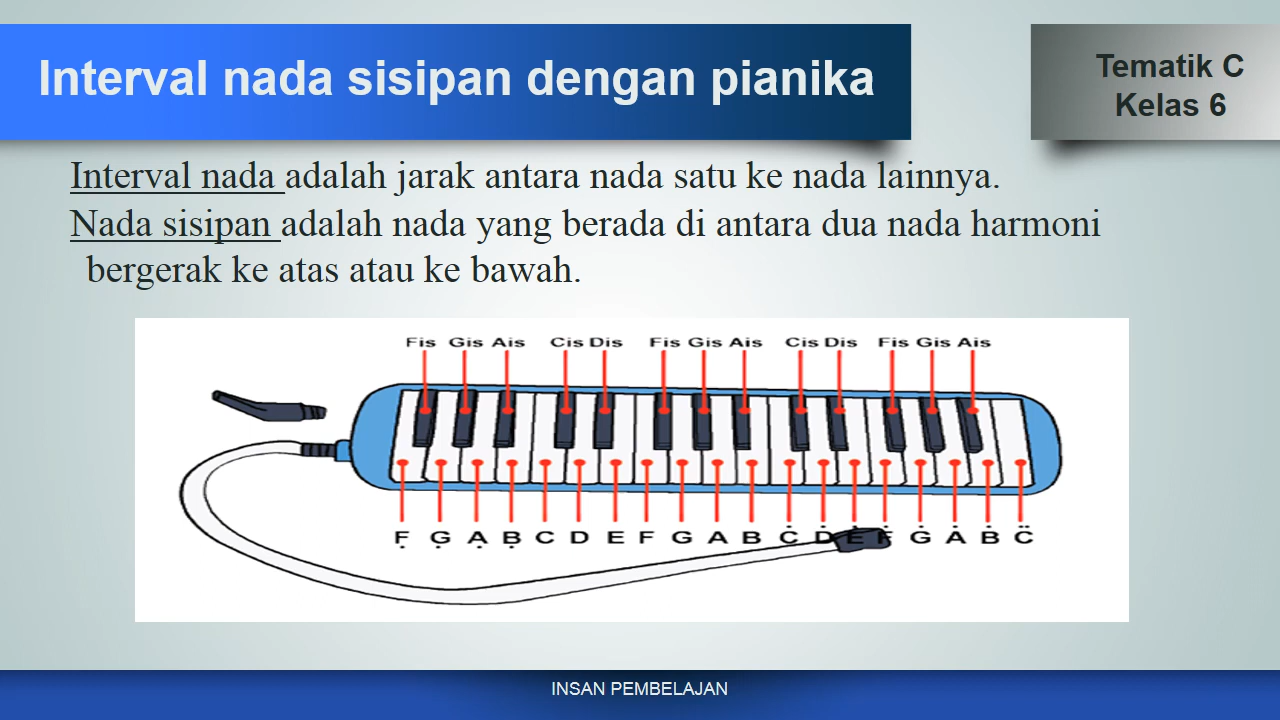 Interval nada sisipan dengan pianika
Tematik C
Kelas 6
Interval nada adalah jarak antara nada satu ke nada lainnya.
Nada sisipan adalah nada yang berada di antara dua nada harmoni
bergerak ke atas atau ke bawah.
Fis Gis Ais Cis Dis Fis Gis Ais Cis Dis Fis Gis Ais
F̣ G̣ Ạ Ḅ C D E F G A B Ċ Ḋ Ė Ḟ Ġ Ȧ Ḃ C̈
INSAN PEMBELAJAN